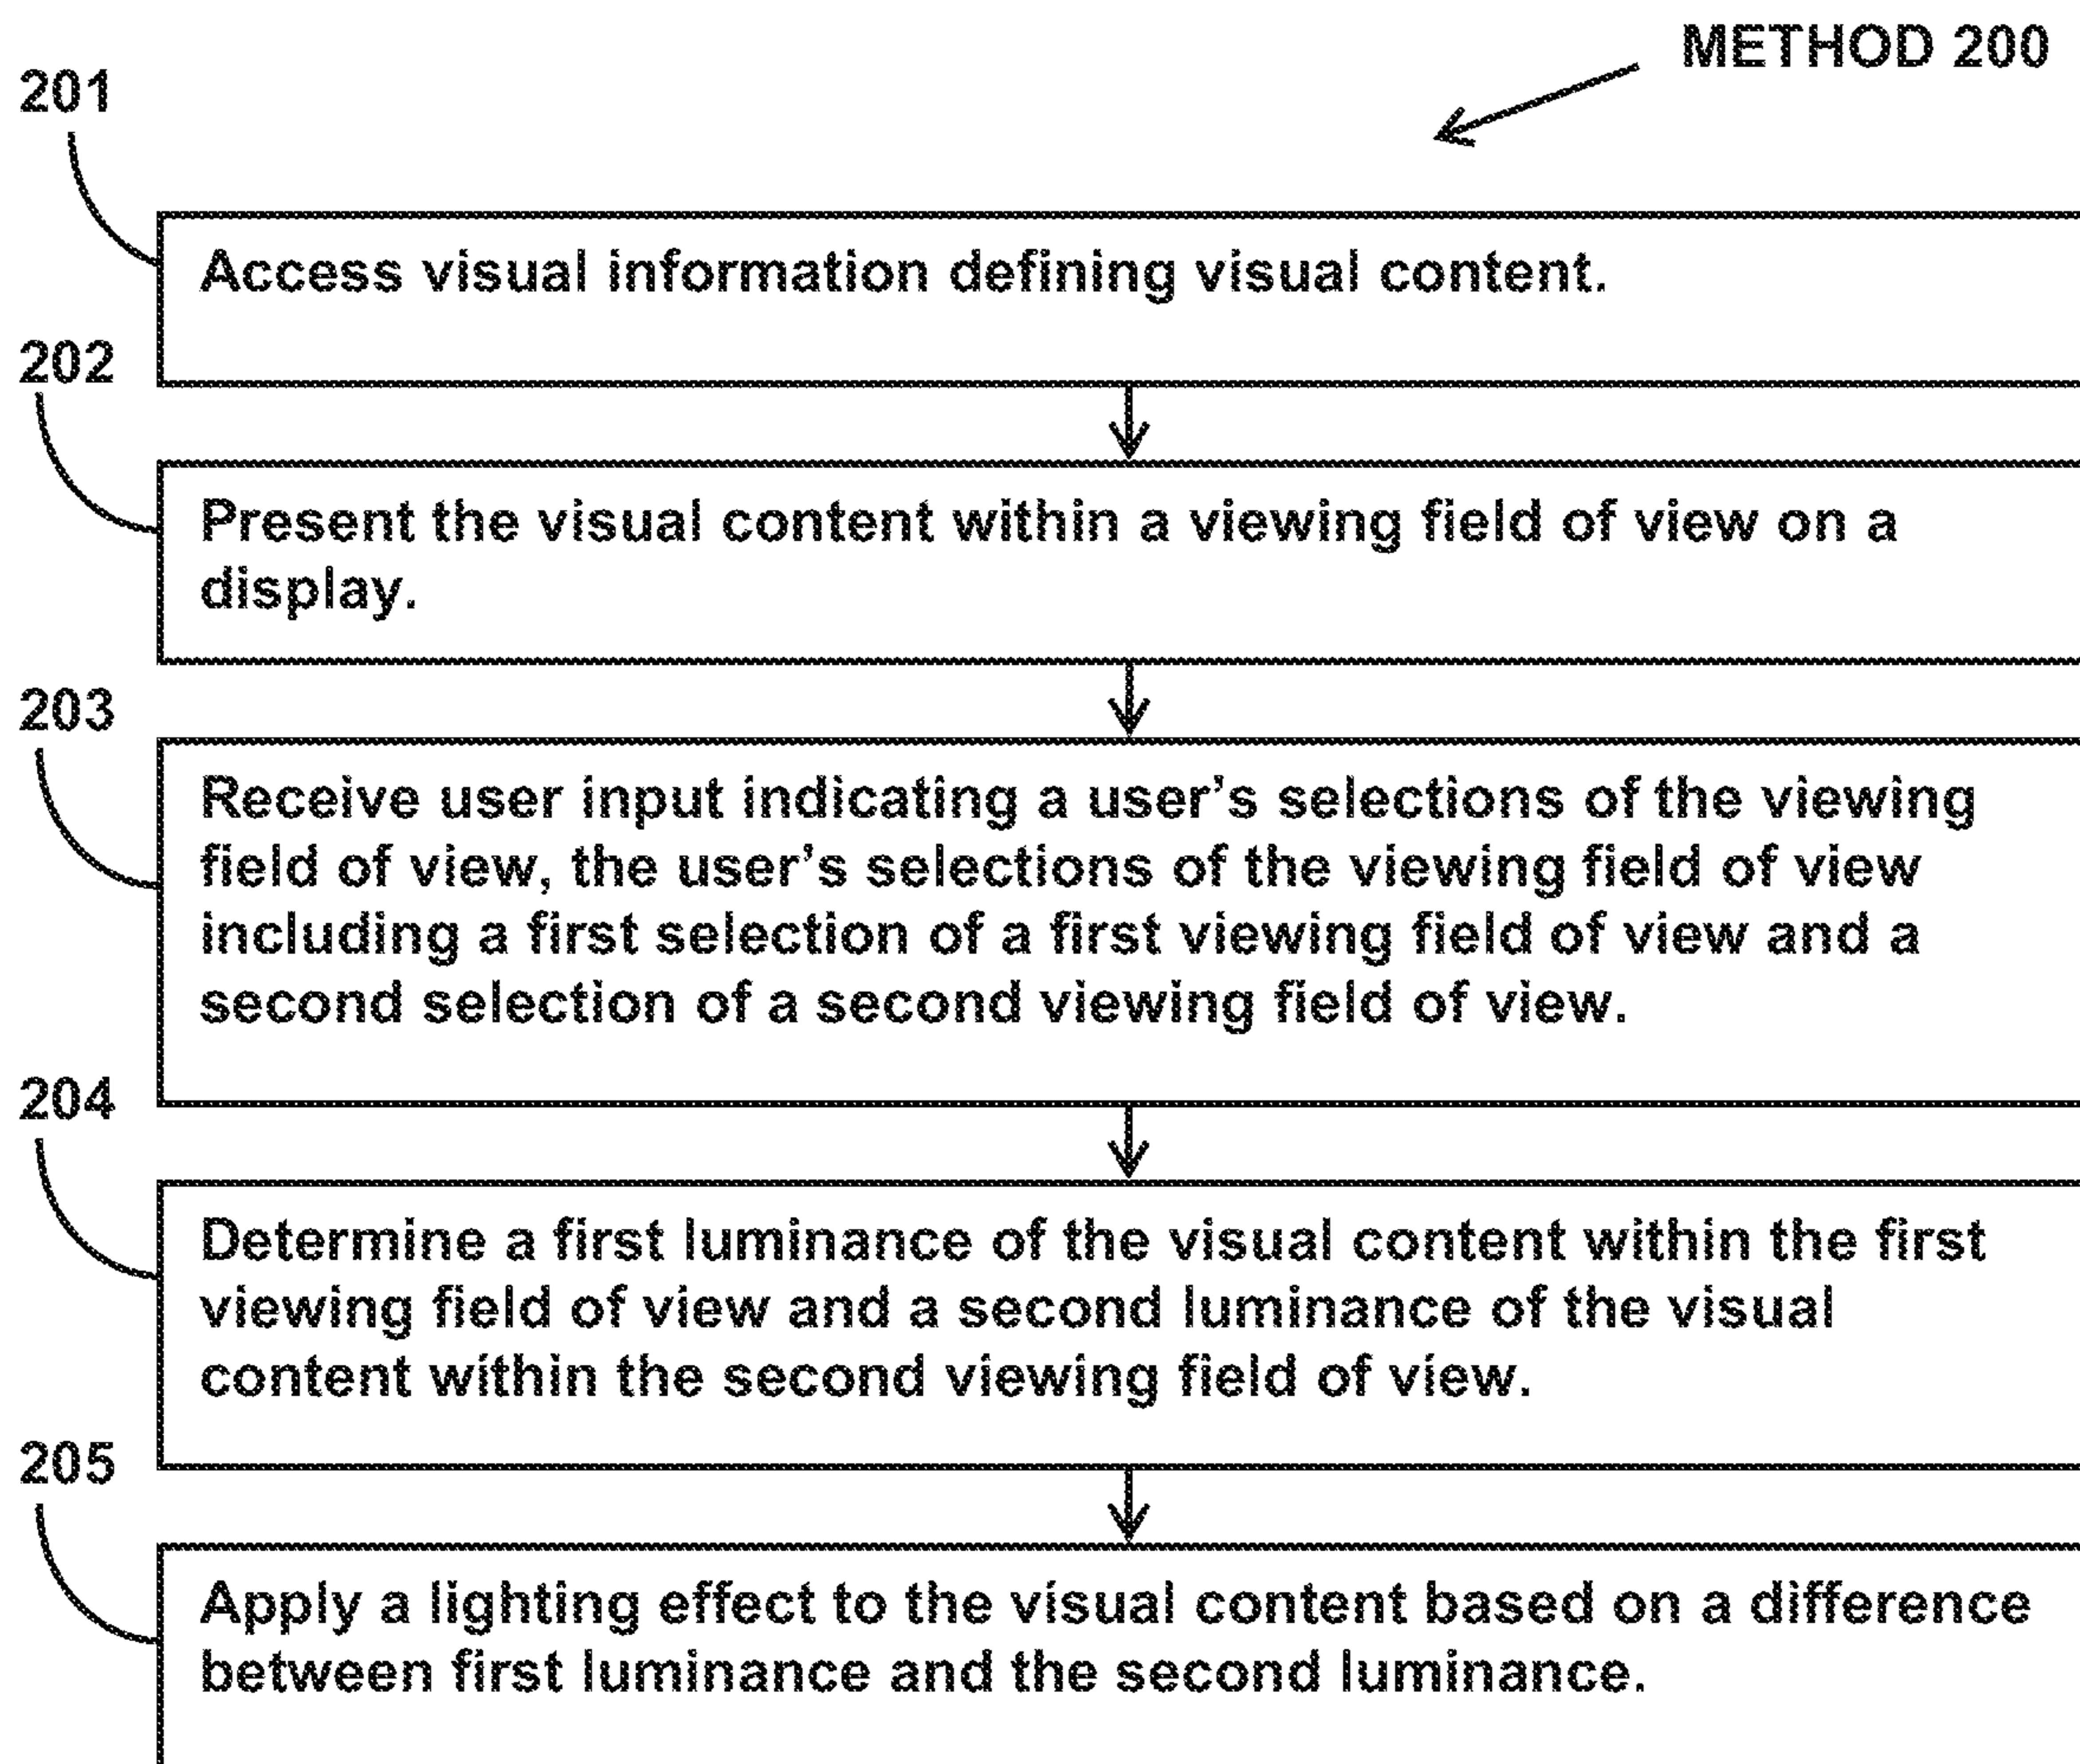 METHOD 200
201
Access visual information defining visual content.
202
Present the visual content within a viewing field of view on a
display.
203
Receive user input indicating a user’s selections of the viewing
field of view, the user’s selections of the viewing field of view
including a first selection of a first viewing field of view and a
second selection of a second viewing field of view.
204
Determine a first luminance of the visual content within the first
viewing field of view and a second luminance of the visual
content within the second viewing field of view.
205
Apply a lighting effect to the visual content based on a difference
between first luminance and the second luminance.